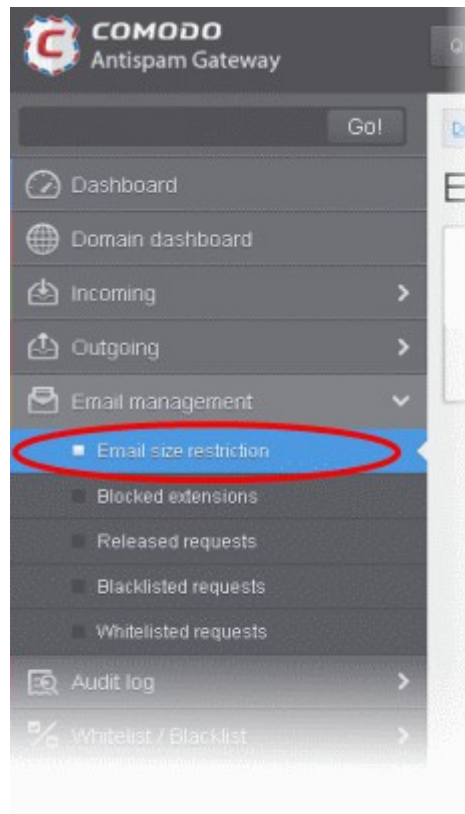 COMODO
Antispam Gateway
Go!
Dashboard
Domain dashboard
Incoming
Outgoing
Email management
Email size restriction
Blocked extensions
Released requests
Blacklisted requests
Whitelisted requests
Audit log
Whitelist / Blacklist